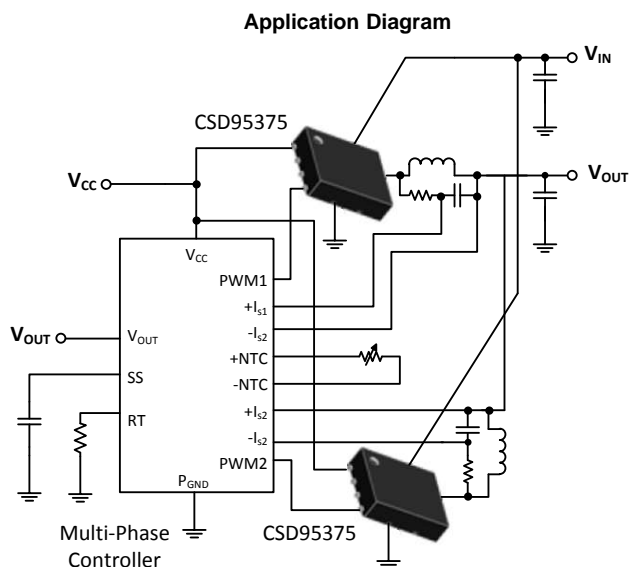 Application Diagram
V_IN
CSD95375
V_CC
V_OUT
V_CC
PWM1
+I_s1
-I_s2
V_OUT
V_OUT
+NTC
SS
-NTC
RT
+I_s2
-I_s2
PWM2
P_GND
Multi-Phase
Controller
CSD95375